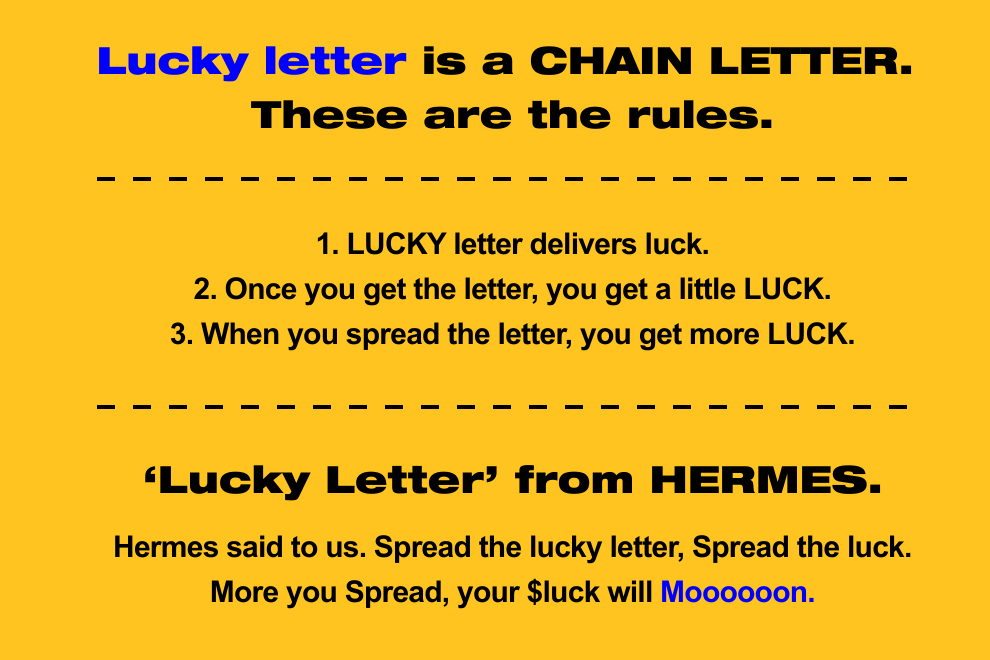 Lucky letter is a CHAIN LETTER.
These are the rules.
1. LUCKY letter delivers luck.
2. Once you get the letter, you get a little LUCK.
3. When you spread the letter, you get more LUCK.
‘Lucky Letter’ from HERMES.
Hermes said to us. Spread the lucky letter, Spread the luck.
More you Spread, your $luck will Moooooon.